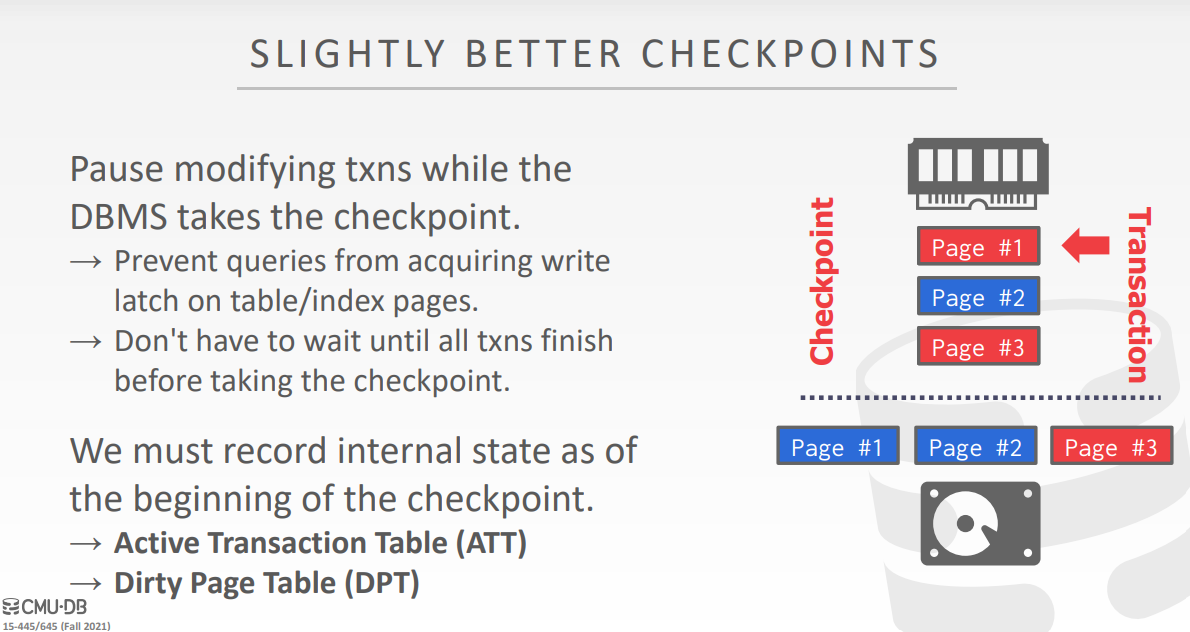 SLIGHTLY BETTER CHECKPOINTS
Pause modifying txns while the
DBMS takes the checkpoint.
→ Prevent queries from acquiring write
latch on table/index pages.
→ Don't have to wait until all txns finish
before taking the checkpoint.
We must record internal state as of
the beginning of the checkpoint.
→ Active Transaction Table (ATT)
→ Dirty Page Table (DPT)
Checkpoint
Page #1
Page #2
Page #3
Transaction
Page #1 Page #2 Page #3
CMU·DB
15-445/645 (Fall 2021)